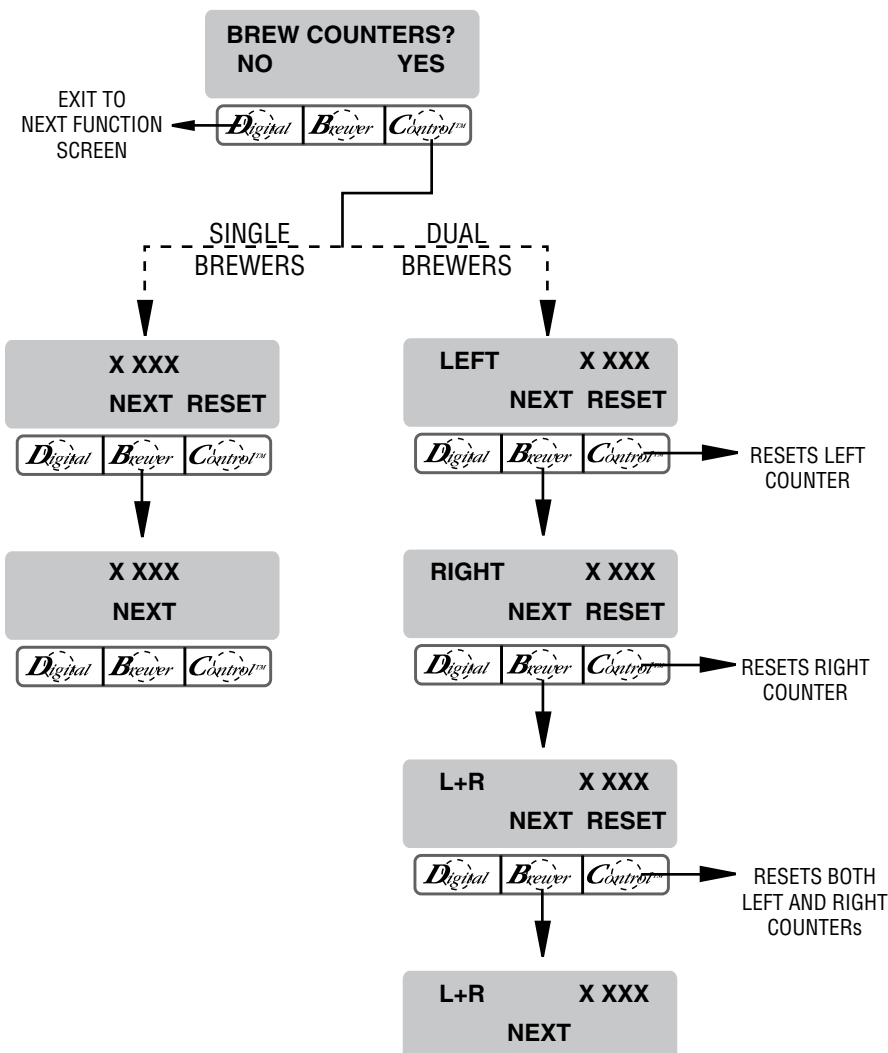 BREW COUNTERS?
NO YES
EXIT TO
NEXT FUNCTION
SCREEN
Digital Brewer Control™
SINGLE
BREWERS
DUAL
BREWERS
X XXX
NEXT RESET
Digital Brewer Control™
X XXX
NEXT
Digital Brewer Control™
LEFT X XXX
NEXT RESET
Digital Brewer Control™
RESETS LEFT
COUNTER
RIGHT X XXX
NEXT RESET
Digital Brewer Control™
RESETS RIGHT
COUNTER
L+R X XXX
NEXT RESET
Digital Brewer Control™
RESETS BOTH
LEFT AND RIGHT
COUNTERs
L+R X XXX
NEXT